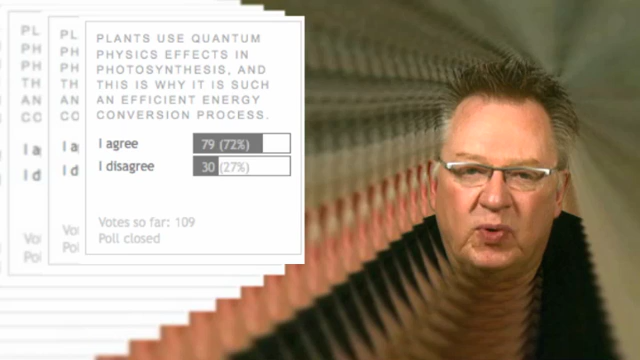 PLANTS USE QUANTUM
PHYSICS EFFECTS IN
PHOTOSYNTHESIS, AND
THIS IS WHY IT IS SUCH
AN EFFICIENT ENERGY
CONVERSION PROCESS.
I agree 79 (72%)
I disagree 30 (27%)
Votes so far: 109
Poll closed